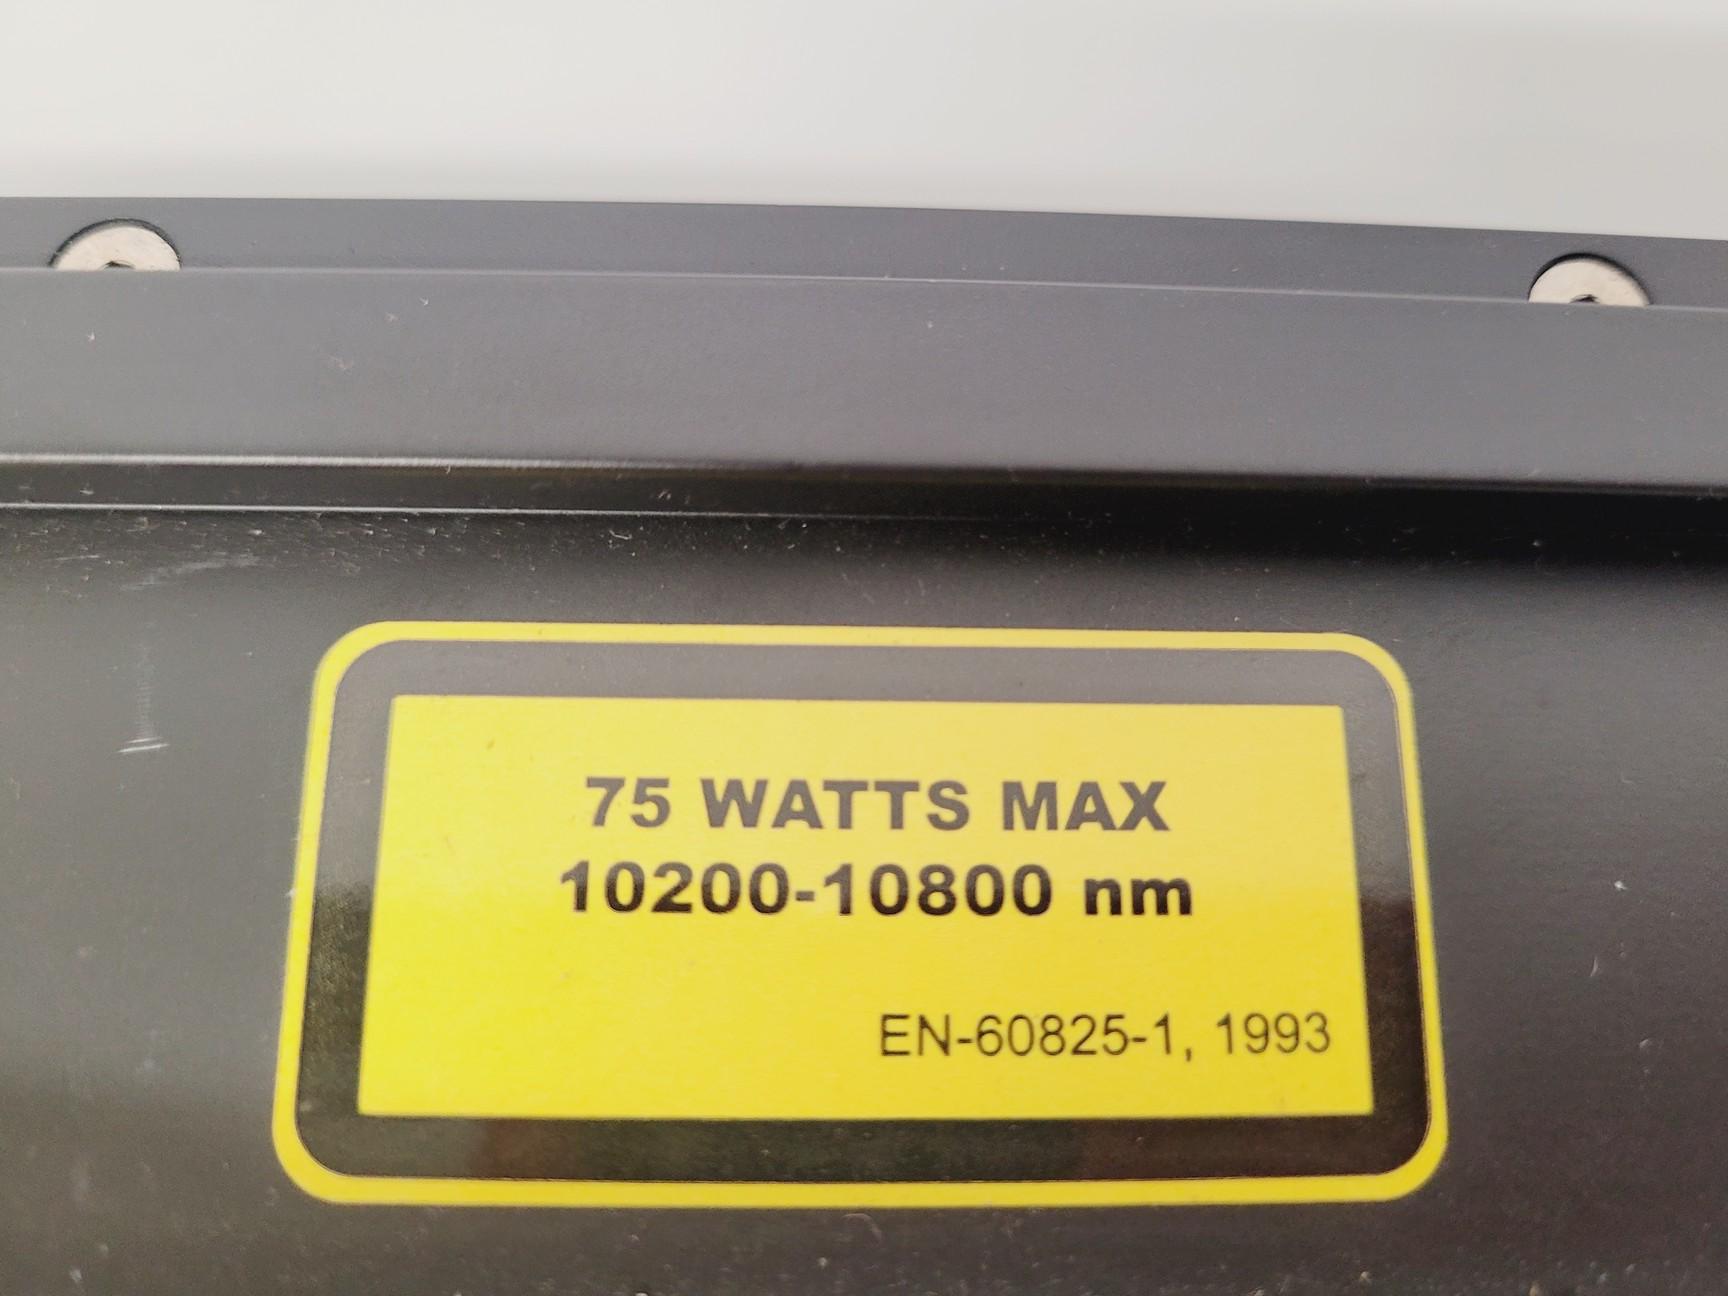 75 WATTS MAX
10200-10800 nm
EN-60825-1, 1993